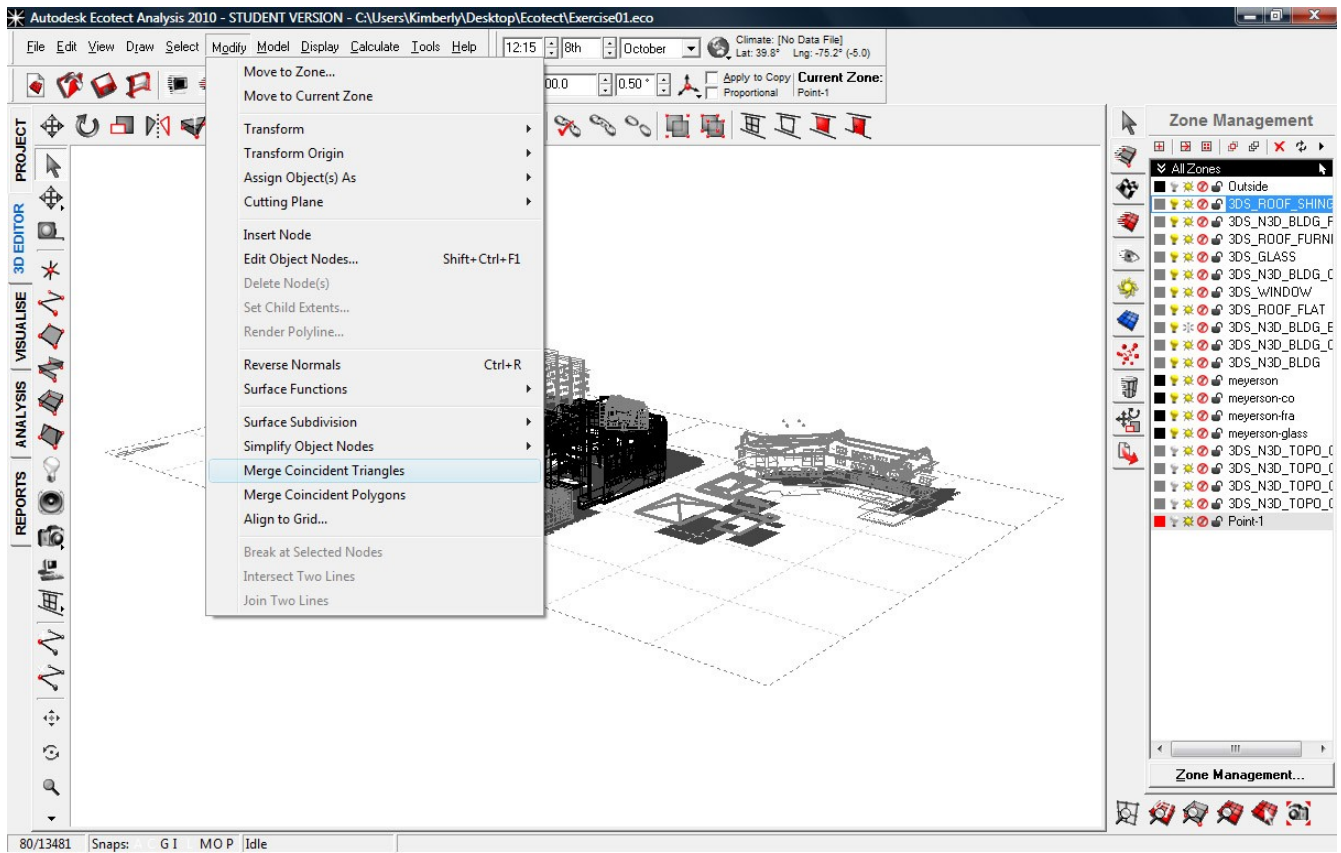 Autodesk Ecotect Analysis 2010 - STUDENT VERSION - C:\Users\Kimberly\Desktop\Ecotect\Exercise01.eco
File Edit View Draw Select Modify Model Display Calculate Tools Help
12:15 8th October
Climate: [No Data File]
Lat: 39.8° Lng: -75.2° (-5.0)
00.0 0.50 °
Apply to Copy
Proportional
Current Zone:
Point-1
PROJECT
3D EDITOR
VISUALISE
ANALYSIS
REPORTS
Move to Zone...
Move to Current Zone
Transform
Transform Origin
Assign Object(s) As
Cutting Plane
Insert Node
Edit Object Nodes... Shift+Ctrl+F1
Delete Node(s)
Set Child Extents...
Render Polyline...
Reverse Normals Ctrl+R
Surface Functions
Surface Subdivision
Simplify Object Nodes
Merge Coincident Triangles
Merge Coincident Polygons
Align to Grid...
Break at Selected Nodes
Intersect Two Lines
Join Two Lines
Zone Management
All Zones
Outside
3DS_ROOF_SHING
3DS_N3D_BLDG_F
3DS_ROOF_FURNI
3DS_GLASS
3DS_N3D_BLDG_C
3DS_WINDOW
3DS_ROOF_FLAT
3DS_N3D_BLDG_E
3DS_N3D_BLDG_C
3DS_N3D_BLDG
meyerson
meyerson-co
meyerson-fra
meyerson-glass
3DS_N3D_TOPO_C
3DS_N3D_TOPO_C
3DS_N3D_TOPO_C
3DS_N3D_TOPO_C
Point-1
Zone Management...
80/13481 Snaps: A C G I L M O P Idle